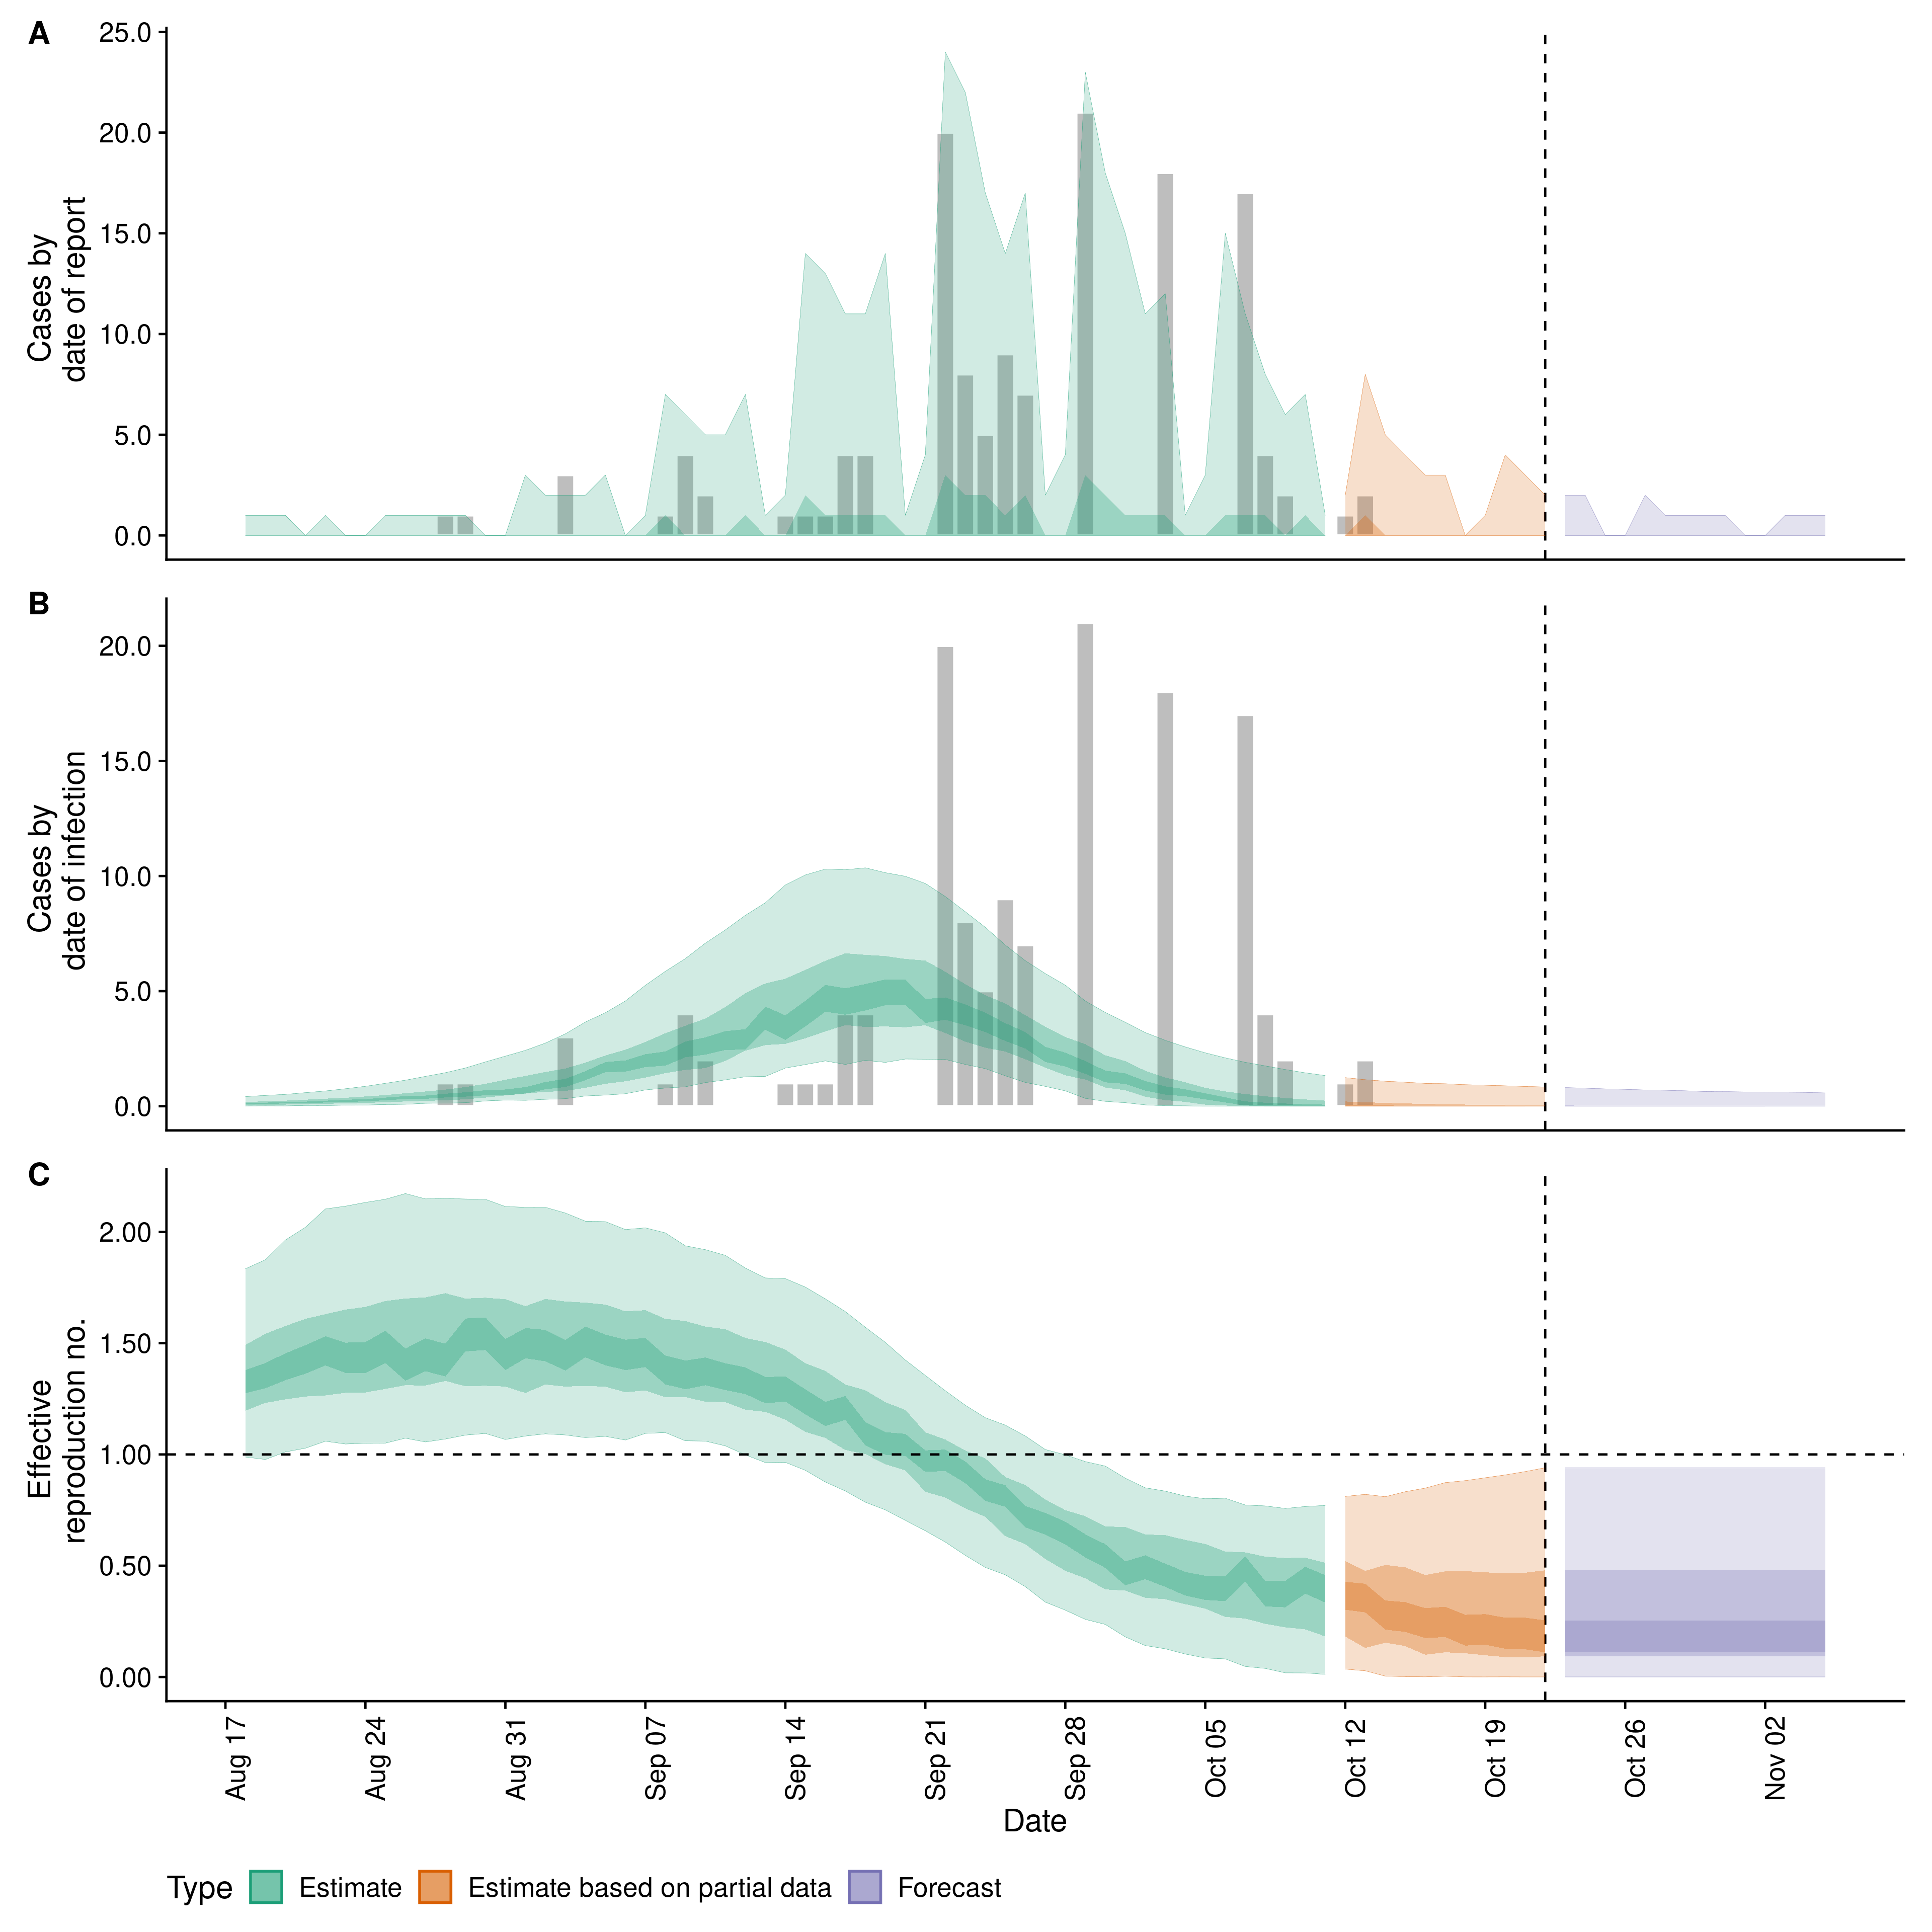 A
25.0
20.0
15.0
10.0
5.0
0.0
Cases by
date of report
B
20.0
15.0
10.0
5.0
0.0
Cases by
date of infection
C
2.00
1.50
1.00
0.50
0.00
Effective
reproduction no.
Aug 17
Aug 24
Aug 31
Sep 07
Sep 14
Sep 21
Sep 28
Oct 05
Oct 12
Oct 19
Oct 26
Nov 02
Date
Type
Estimate
Estimate based on partial data
Forecast